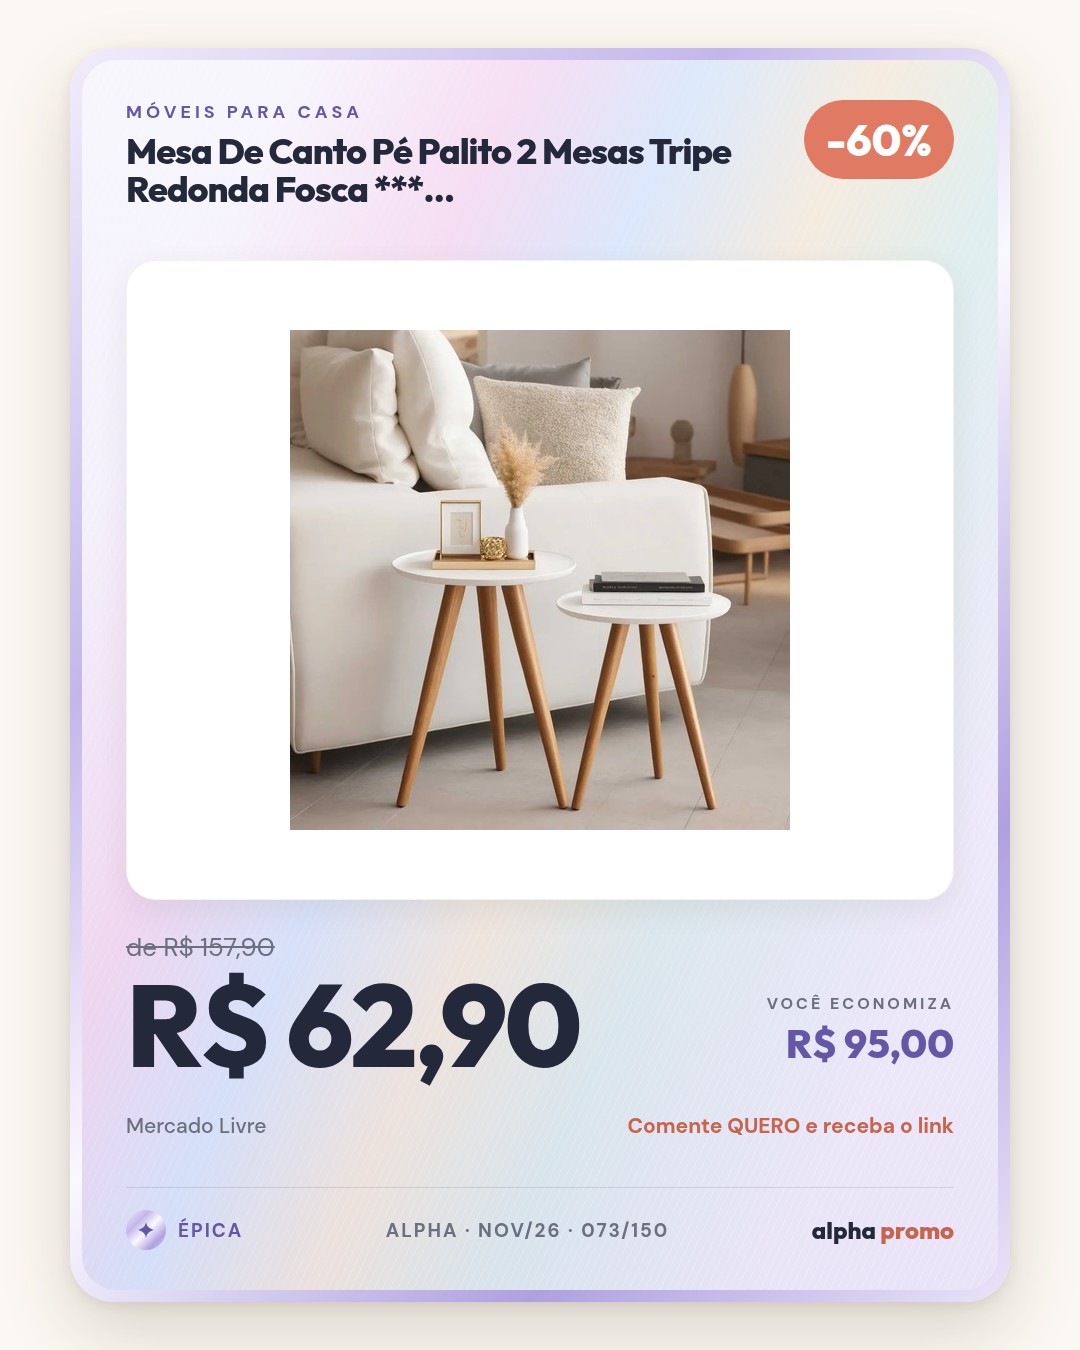 MÓVEIS PARA CASA
Mesa De Canto Pé Palito 2 Mesas Tripe
Redonda Fosca ***...
-60%
de R$ 157,90
R$ 62,90
VOCÊ ECONOMIZA
R$ 95,00
Mercado Livre
Comente QUERO e receba o link
ÉPICA
ALPHA · NOV/26 · 073/150
alpha promo